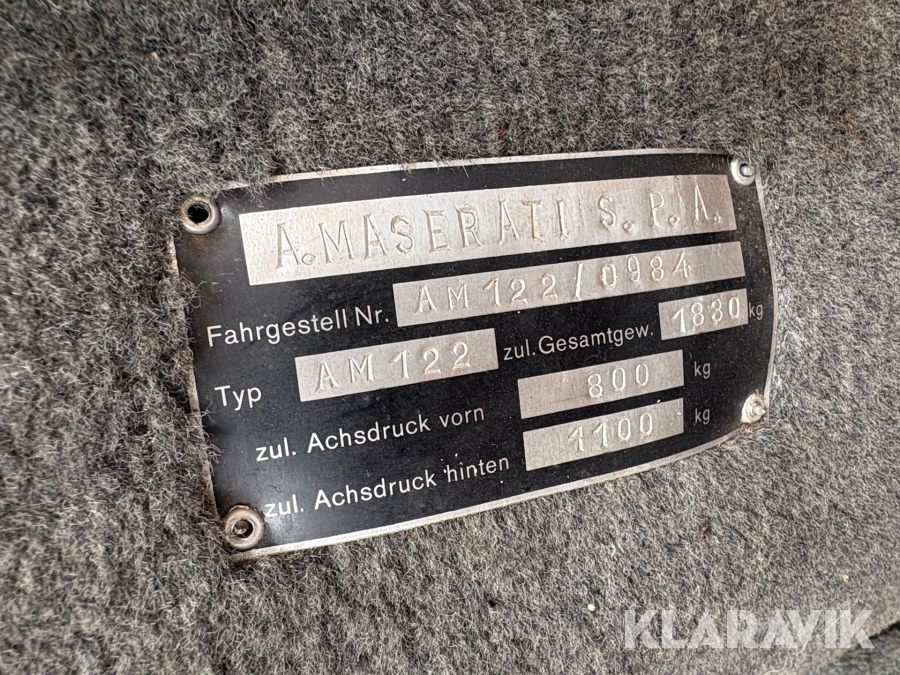 A. MASERATI S. P. A.
Fahrgestell Nr. AM 122/0984
Typ AM 122 zul. Gesamtgew. 1830 kg
zul. Achsdruck vorn 800 kg
zul. Achsdruck hinten 1100 kg
KLARAVIK